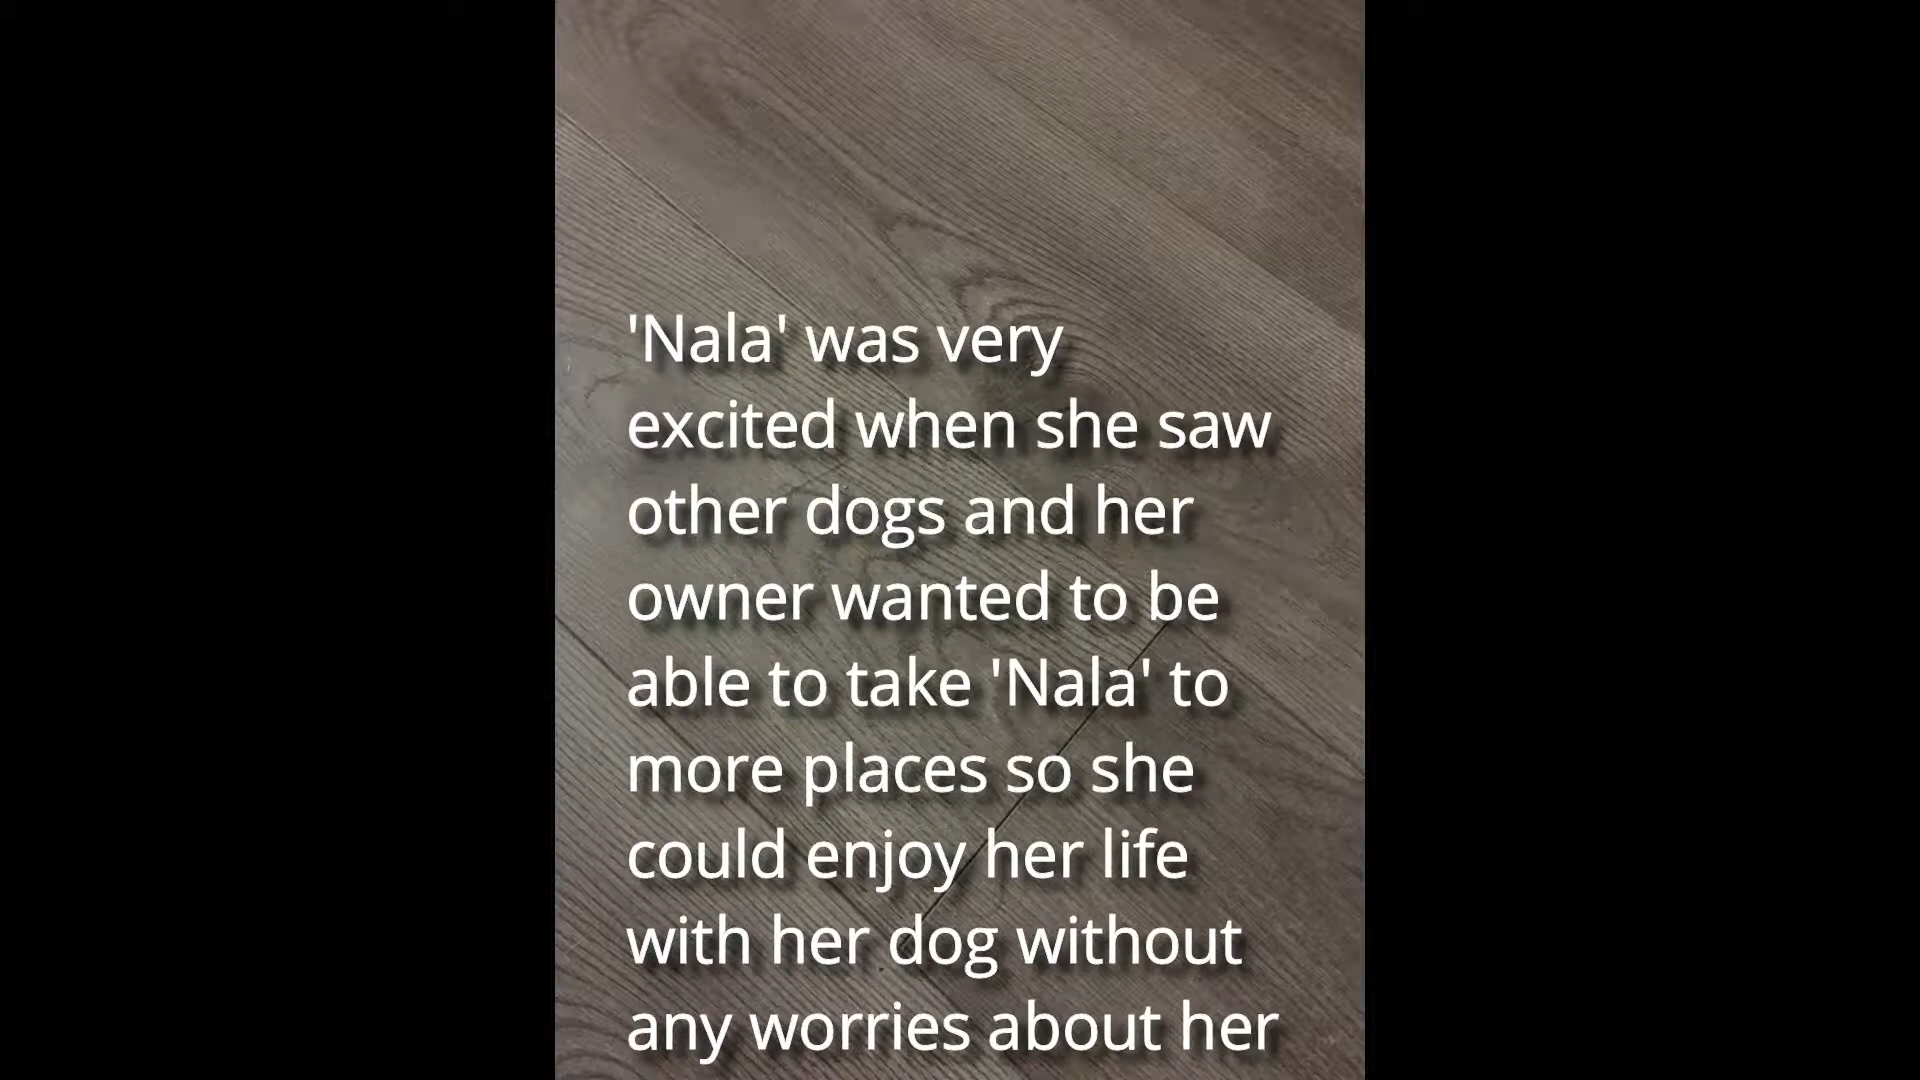 'Nala' was very
excited when she saw
other dogs and her
owner wanted to be
able to take 'Nala' to
more places so she
could enjoy her life
with her dog without
any worries about her